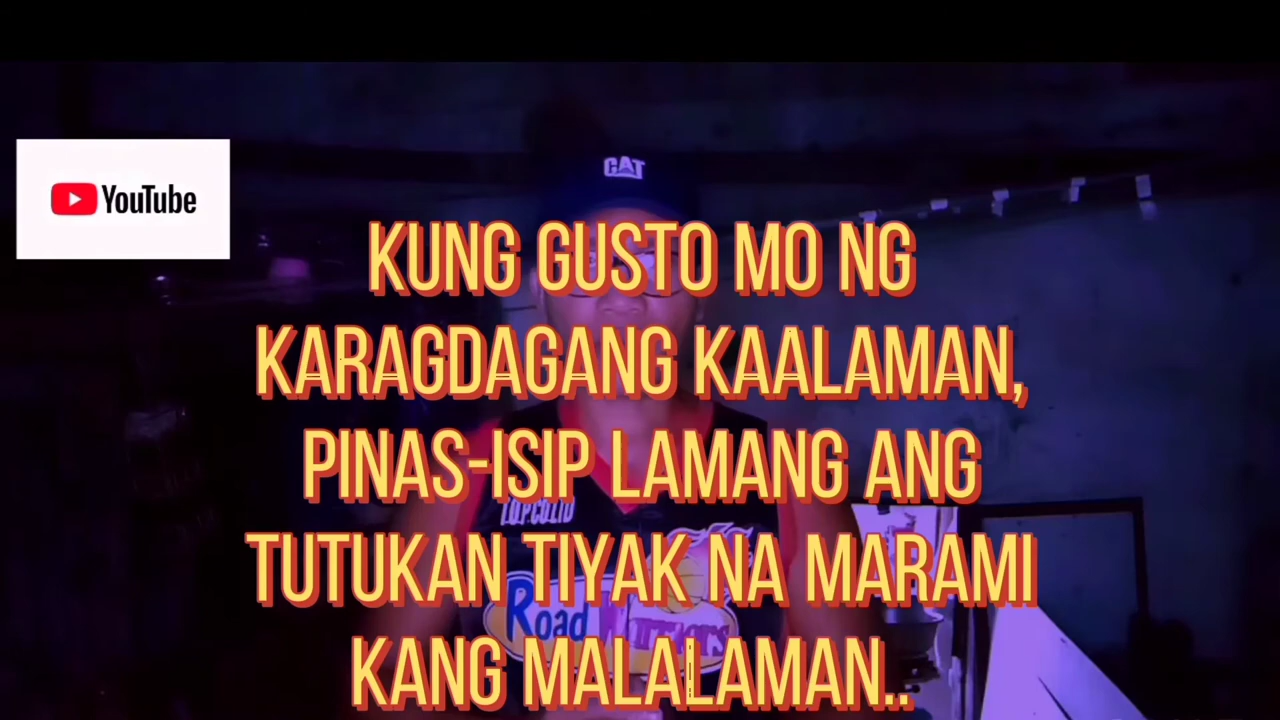 CAT
YouTube
KUNG GUSTO MO NG
KARAGDAGANG KAALAMAN,
PINAS-ISIP LAMANG ANG
TUTUKAN TIYAK NA MARAMI
KANG MALALAMAN..
Road Warriors